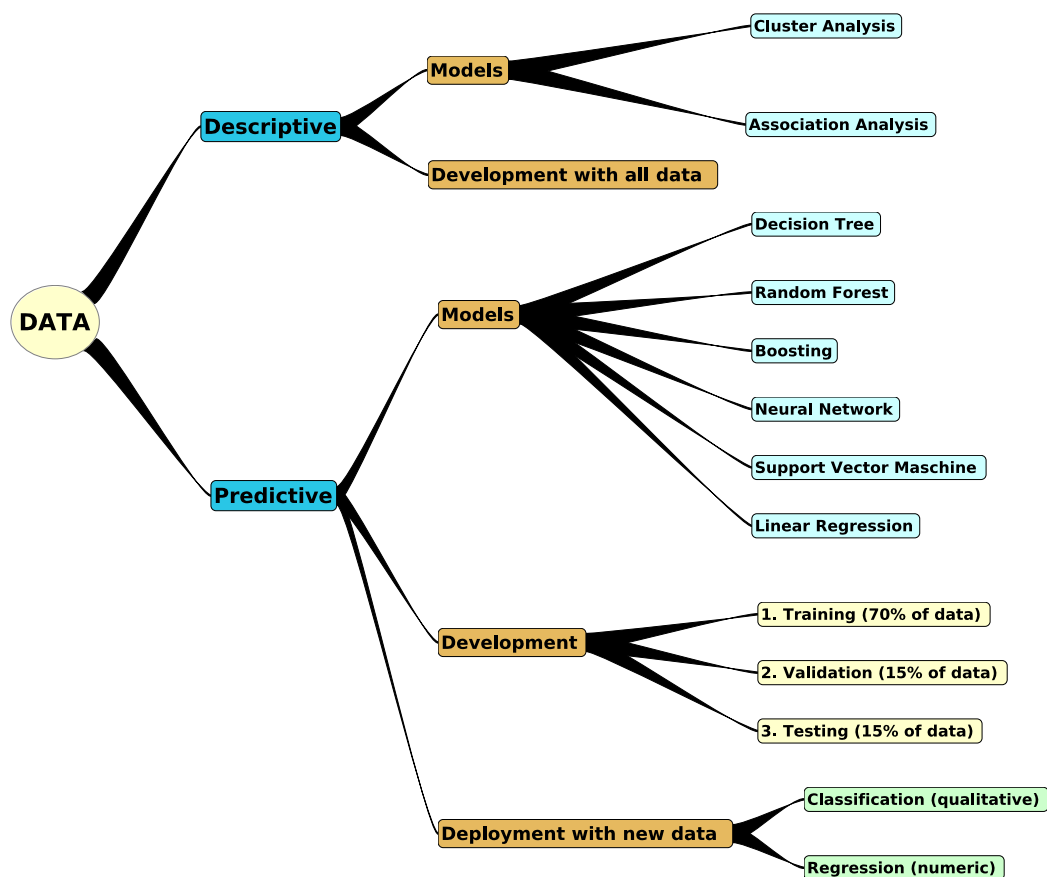 DATA
Descriptive
Models
Cluster Analysis
Association Analysis
Development with all data
Predictive
Models
Decision Tree
Random Forest
Boosting
Neural Network
Support Vector Maschine
Linear Regression
Development
1. Training (70% of data)
2. Validation (15% of data)
3. Testing (15% of data)
Deployment with new data
Classification (qualitative)
Regression (numeric)